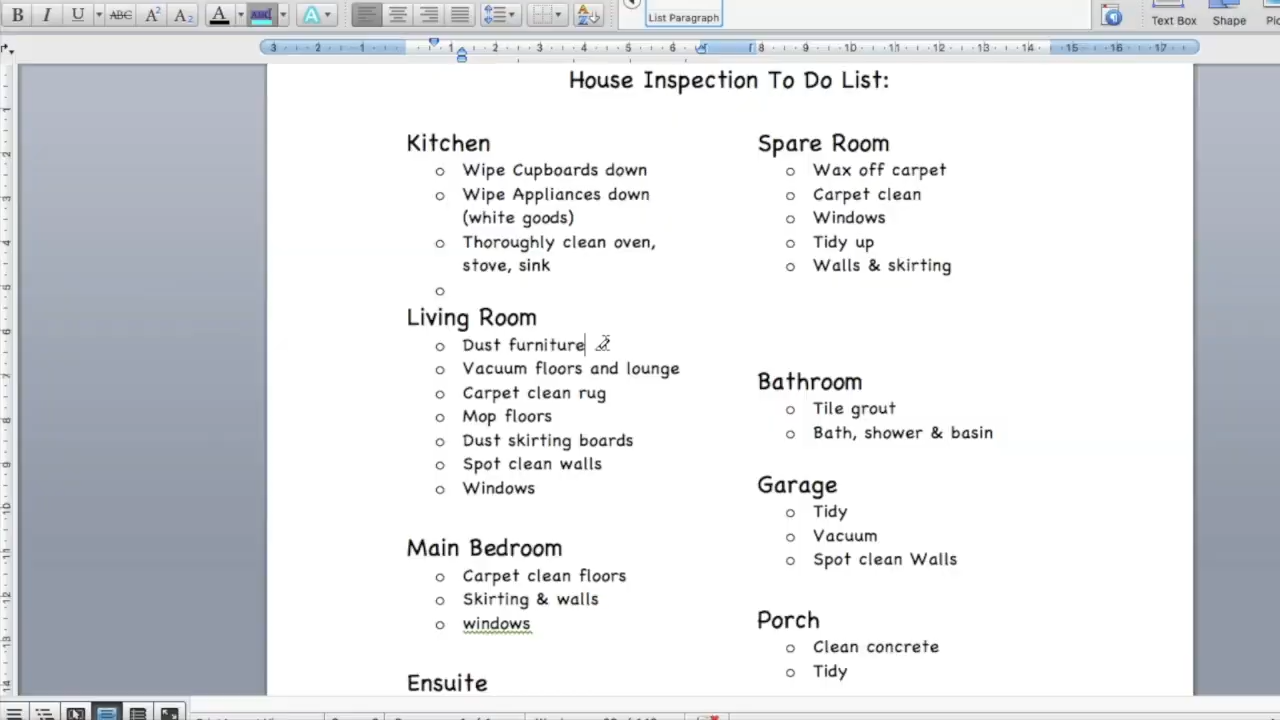 List Paragraph
Text Box
Shape
House Inspection To Do List:
Kitchen
Wipe Cupboards down
Wipe Appliances down
(white goods)
Thoroughly clean oven,
stove, sink
Living Room
Dust furniture
Vacuum floors and lounge
Carpet clean rug
Mop floors
Dust skirting boards
Spot clean walls
Windows
Main Bedroom
Carpet clean floors
Skirting & walls
windows
Ensuite
Spare Room
Wax off carpet
Carpet clean
Windows
Tidy up
Walls & skirting
Bathroom
Tile grout
Bath, shower & basin
Garage
Tidy
Vacuum
Spot clean Walls
Porch
Clean concrete
Tidy